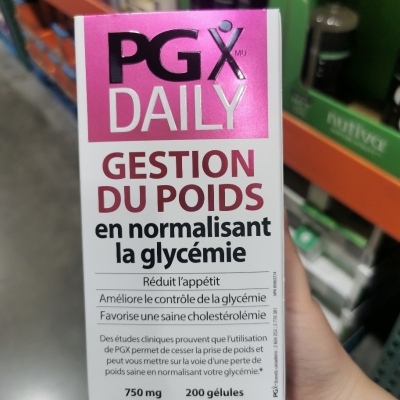 PGX MU
DAILY
GESTION
DU POIDS
en normalisant
la glycémie
Réduit l'appétit
Améliore le contrôle de la glycémie
Favorise une saine cholestérolémie
Des études cliniques prouvent que l'utilisation
de PGX permet de cesser la prise de poids et
peut vous mettre sur la voie d'une perte de
poids saine en normalisant votre glycémie.*
750 mg 200 gélules
nutiva